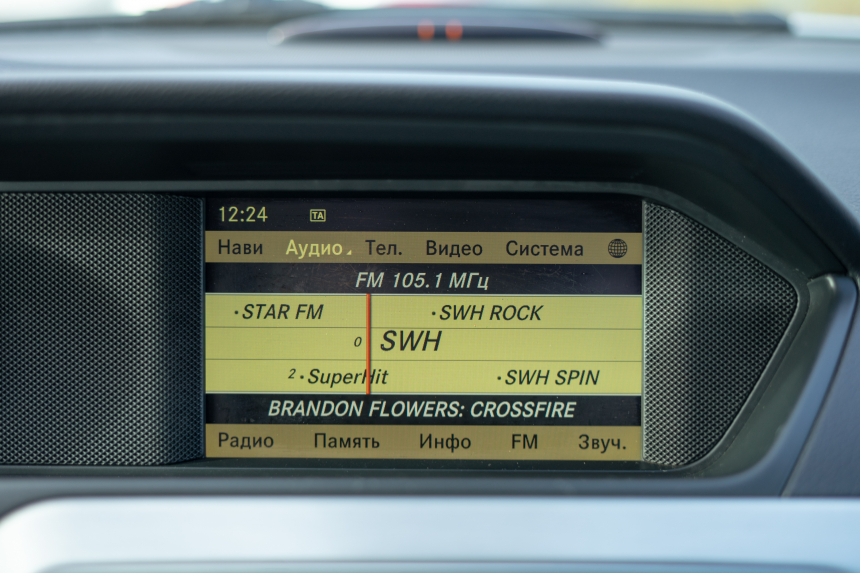 12:24 TA
Нави Аудио Тел. Видео Система
FM 105.1 МГц
·STAR FM ·SWH ROCK
0 SWH
2·SuperHit ·SWH SPIN
BRANDON FLOWERS: CROSSFIRE
Радио Память Инфо FM Звуч.